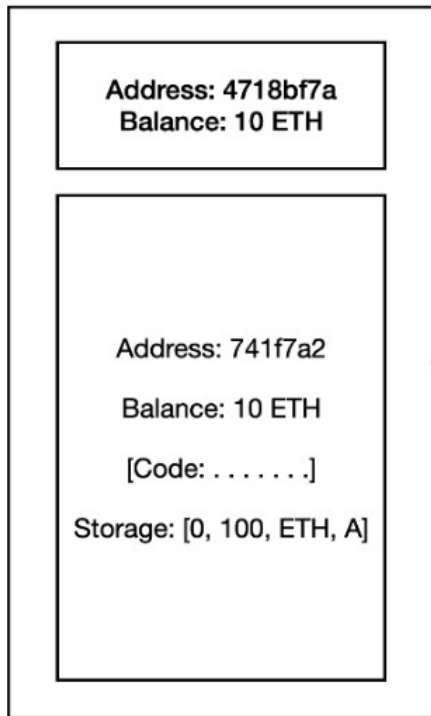 Address: 4718bf7a
Balance: 10 ETH
Address: 741f7a2
Balance: 10 ETH
[Code: . . . . . . .]
Storage: [0, 100, ETH, A]